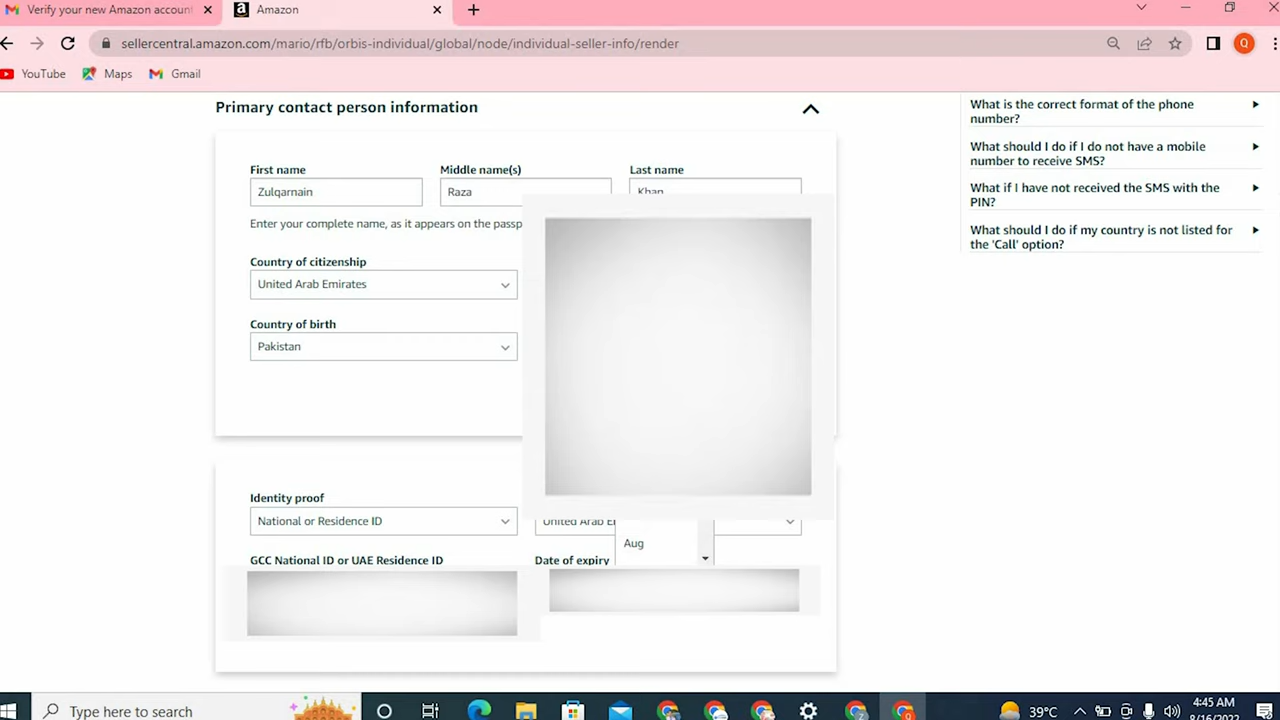 Verify your new Amazon accoun
Amazon
sellercentral.amazon.com/mario/rfb/orbis-individual/global/node/individual-seller-info/render
Q
YouTube
Maps
Gmail
Primary contact person information
First name
Middle name(s)
Last name
Zulqarnain
Raza
Khan
Enter your complete name, as it appears on the passp
Country of citizenship
United Arab Emirates
Country of birth
Pakistan
Identity proof
National or Residence ID
United Arab E
Aug
GCC National ID or UAE Residence ID
Date of expiry
What is the correct format of the phone
number?
What should I do if I do not have a mobile
number to receive SMS?
What if I have not received the SMS with the
PIN?
What should I do if my country is not listed for
the 'Call' option?
Type here to search
39°C
4:45 AM